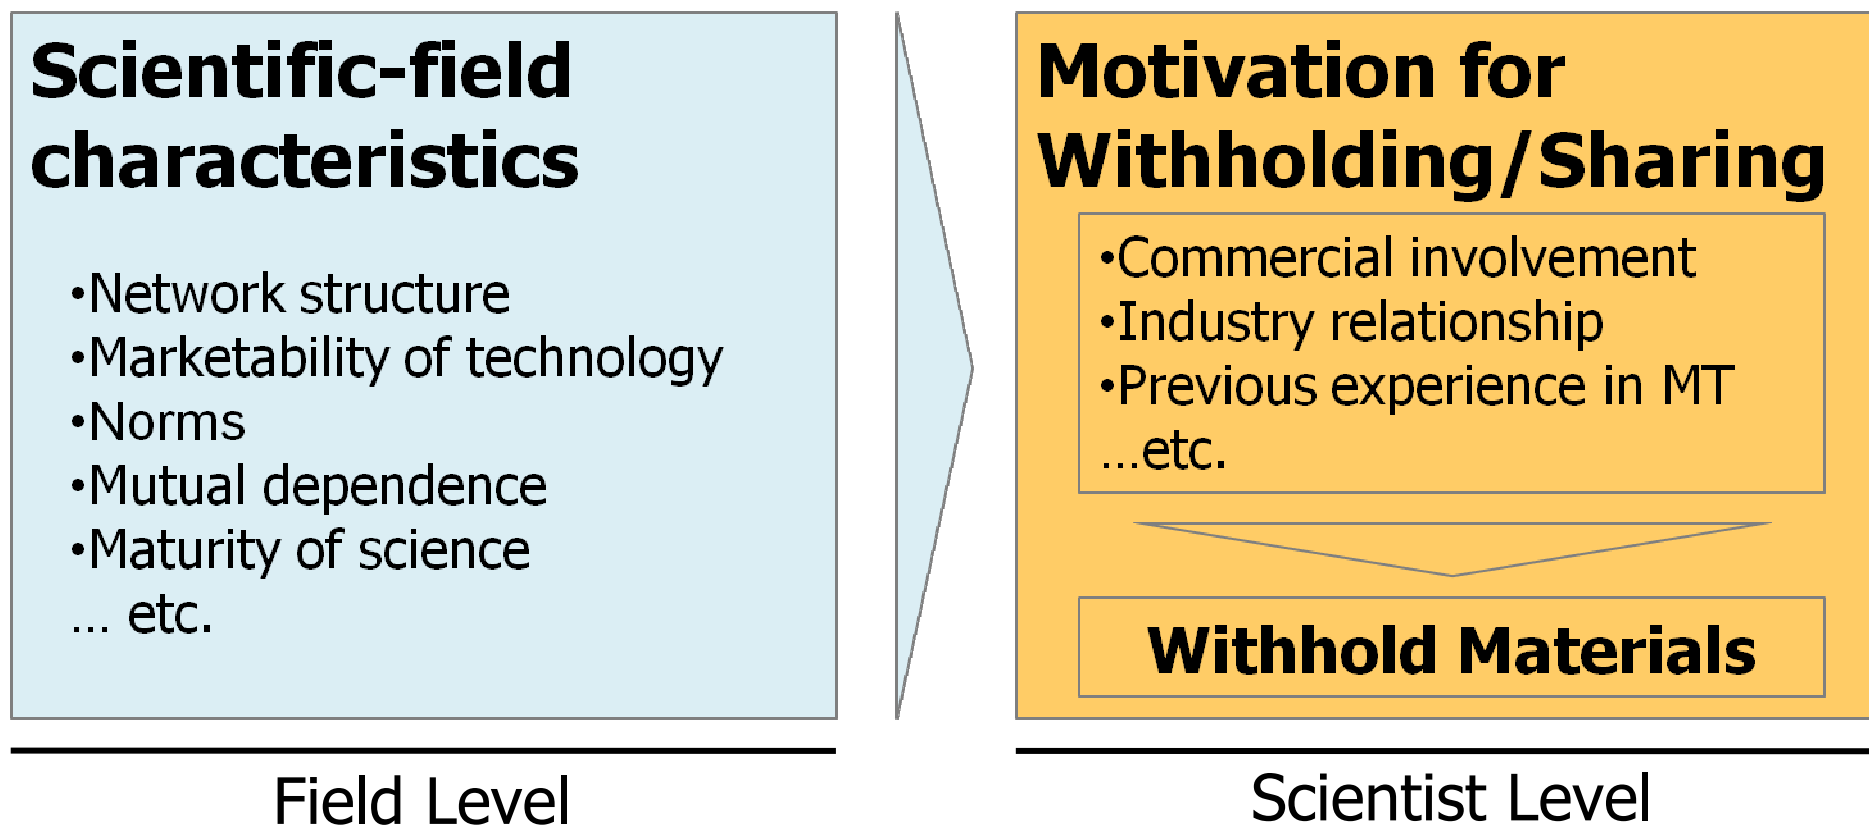 Scientific-field
characteristics
•Network structure
•Marketability of technology
•Norms
•Mutual dependence
•Maturity of science
... etc.
Field Level
Motivation for
Withholding/Sharing
•Commercial involvement
•Industry relationship
•Previous experience in MT
...etc.
Withhold Materials
Scientist Level